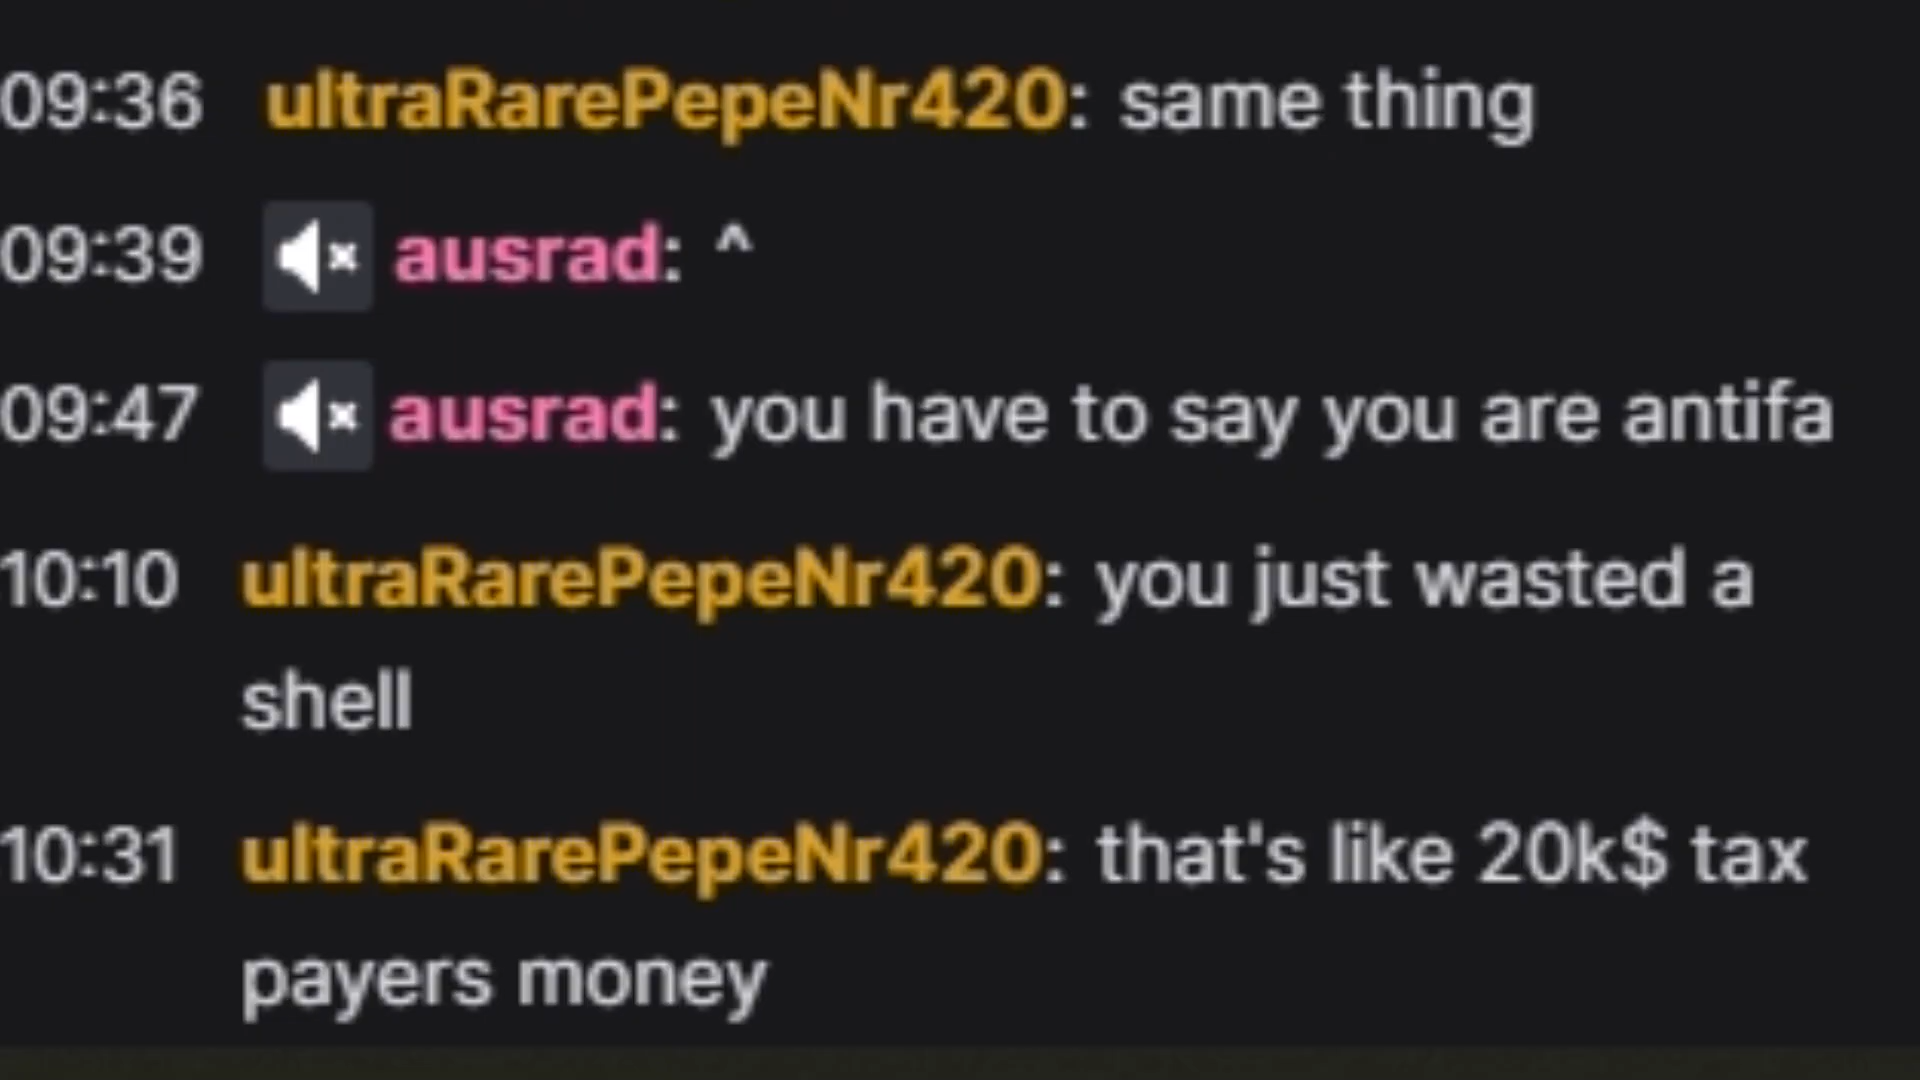 09:36 ultraRarePepeNr420: same thing
09:39 ausrad: ^
09:47 ausrad: you have to say you are antifa
10:10 ultraRarePepeNr420: you just wasted a
shell
10:31 ultraRarePepeNr420: that's like 20k$ tax
payers money